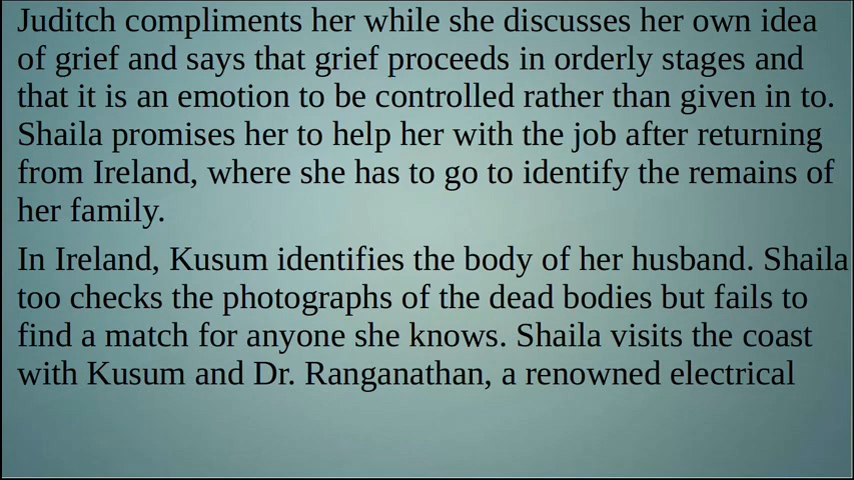 Juditch compliments her while she discusses her own idea
of grief and says that grief proceeds in orderly stages and
that it is an emotion to be controlled rather than given in to.
Shaila promises her to help her with the job after returning
from Ireland, where she has to go to identify the remains of
her family.
In Ireland, Kusum identifies the body of her husband. Shaila
too checks the photographs of the dead bodies but fails to
find a match for anyone she knows. Shaila visits the coast
with Kusum and Dr. Ranganathan, a renowned electrical